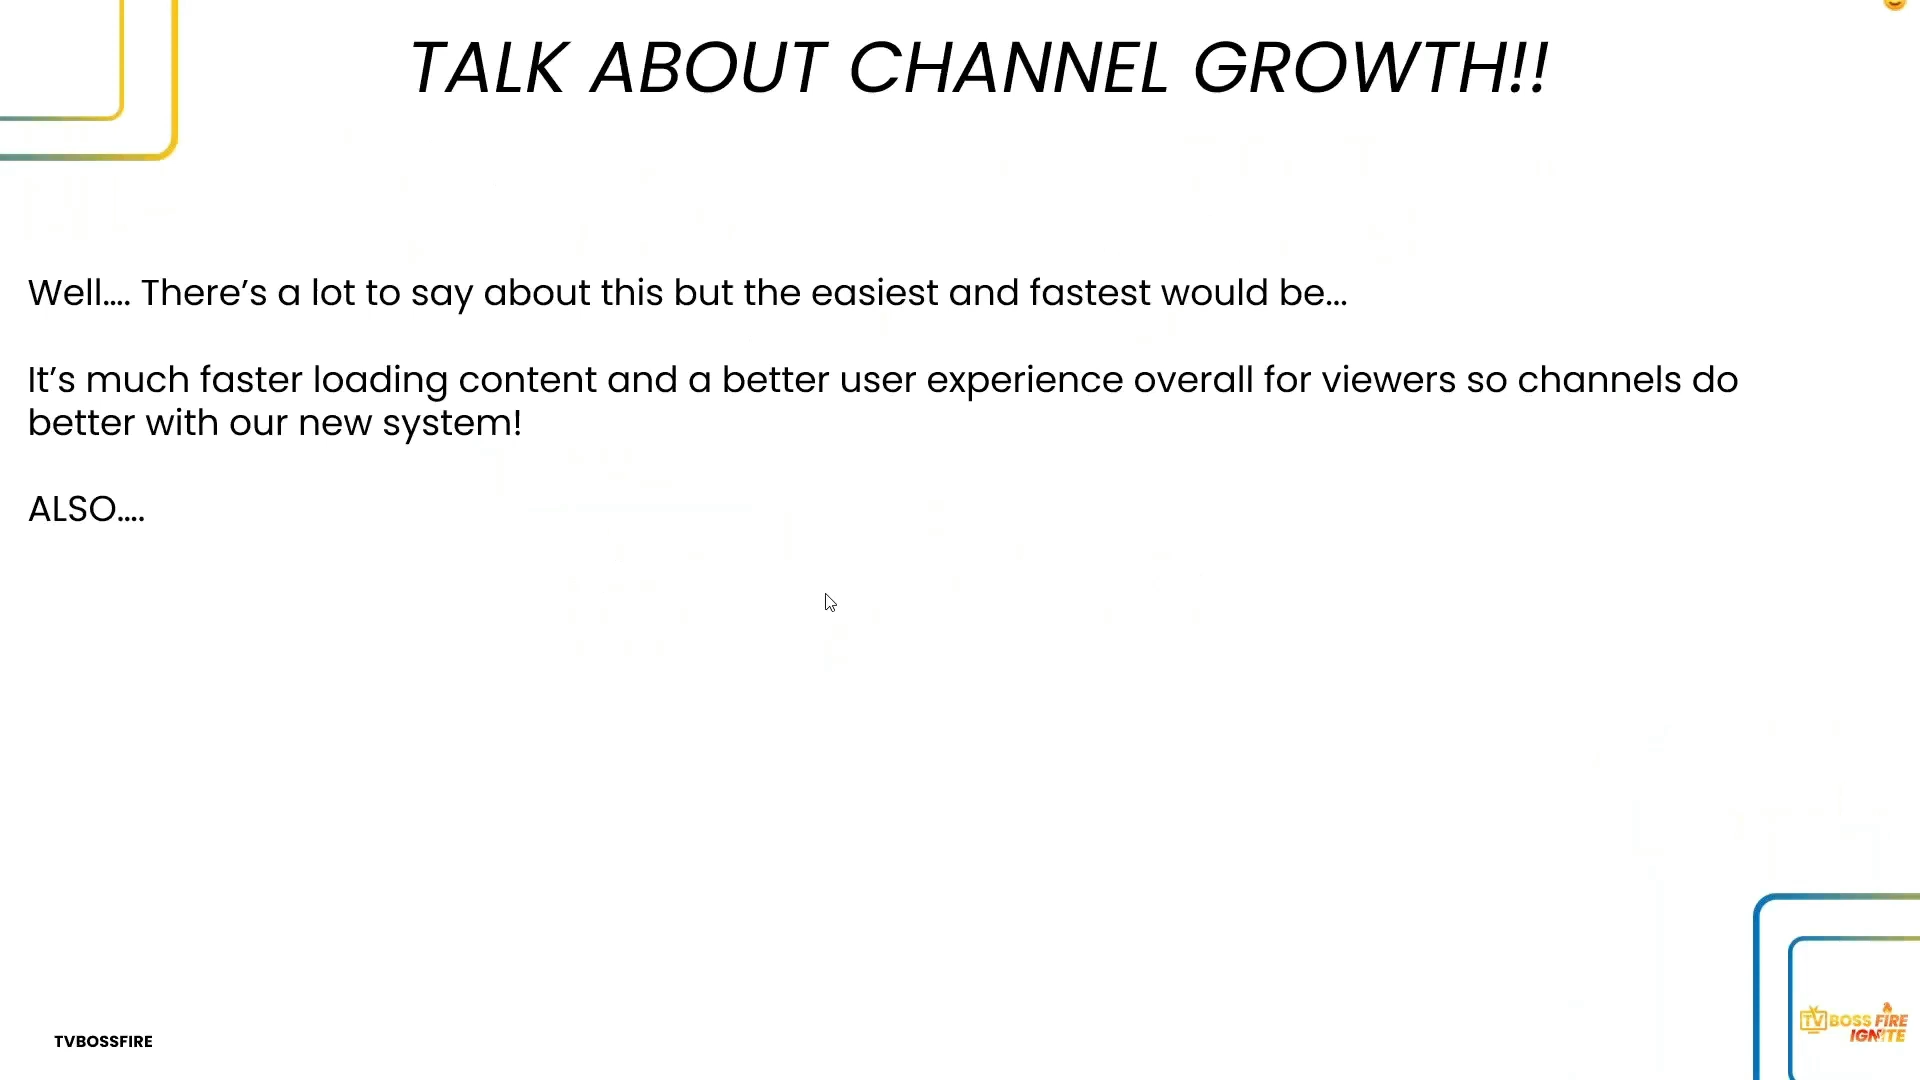 TALK ABOUT CHANNEL GROWTH!!
Well.... There’s a lot to say about this but the easiest and fastest would be...
It’s much faster loading content and a better user experience overall for viewers so channels do
better with our new system!
ALSO....
TVBOSSFIRE
TV BOSS FIRE
IGNITE